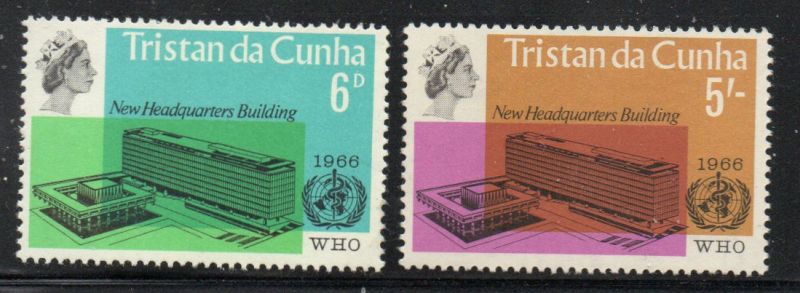 Tristan da Cunha
6D
New Headquarters Building
1966
WHO
Tristan da Cunha
5/-
New Headquarters Building
1966
WHO